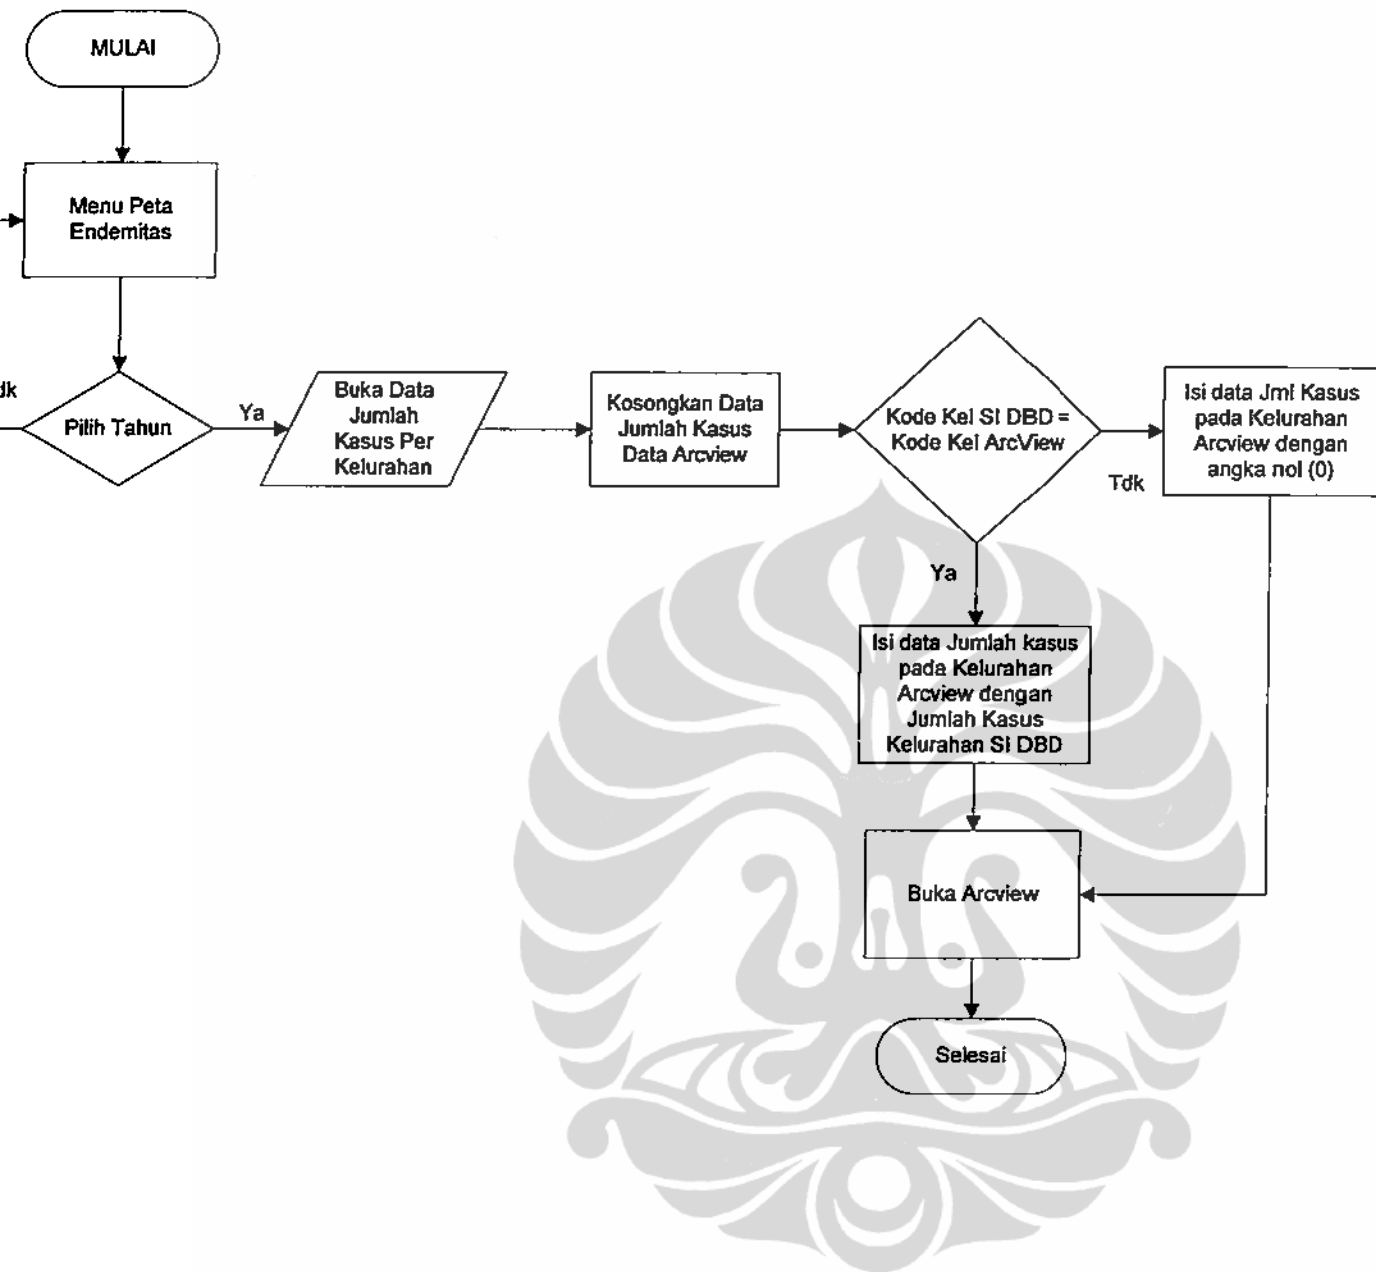 MULAI
Menu Peta
Endemitas
dk
Pilih Tahun
Ya
Buka Data
Jumlah
Kasus Per
Kelurahan
Kosongkan Data
Jumlah Kasus
Data Arcview
Kode Kel SI DBD =
Kode Kel ArcView
Tdk
Isi data Jml Kasus
pada Kelurahan
Arcview dengan
angka nol (0)
Ya
Isi data Jumlah kasus
pada Kelurahan
Arcview dengan
Jumlah Kasus
Kelurahan SI DBD
Buka Arcview
Selesai